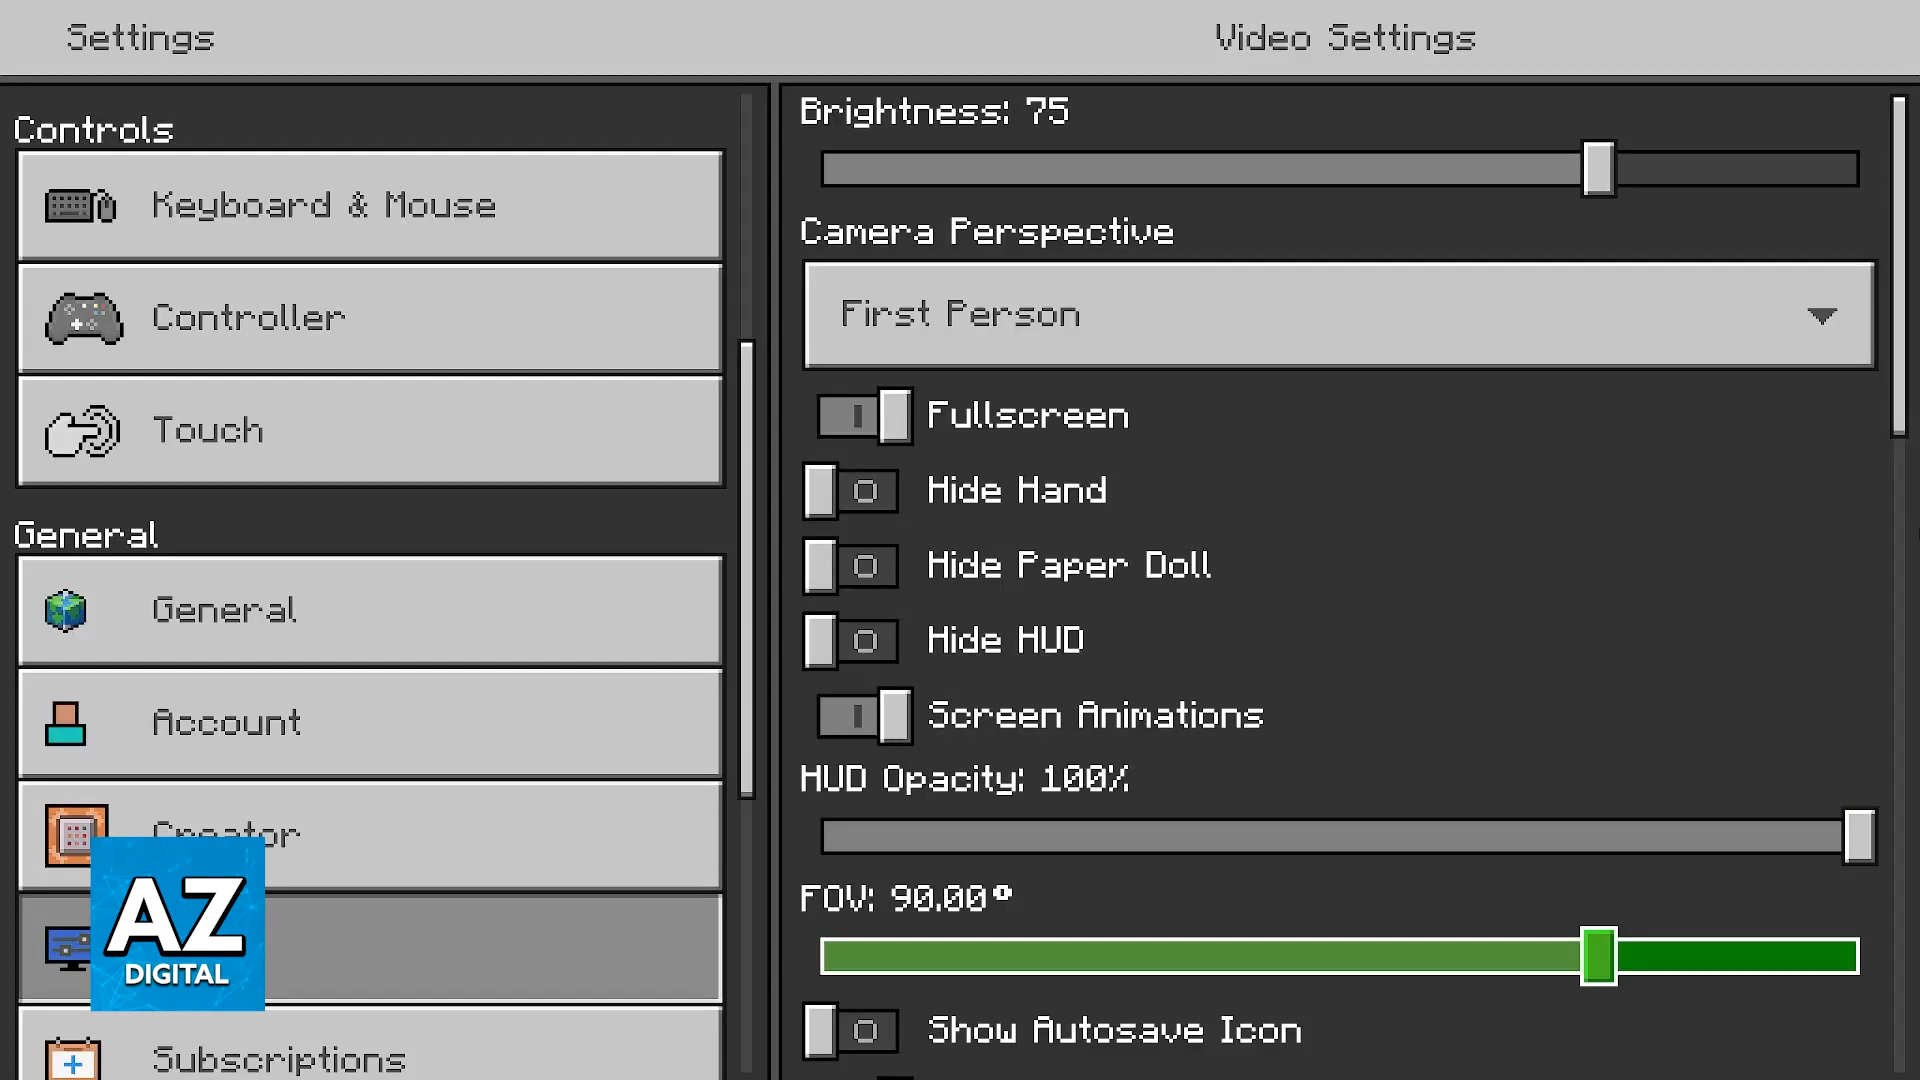 Settings
Video Settings
Controls
Keyboard & Mouse
Controller
Touch
General
General
Account
Creator
AZ
DIGITAL
Subscriptions
Brightness: 75
Camera Perspective
First Person
Fullscreen
Hide Hand
Hide Paper Doll
Hide HUD
Screen Animations
HUD Opacity: 100%
FOV: 90.00°
Show Autosave Icon